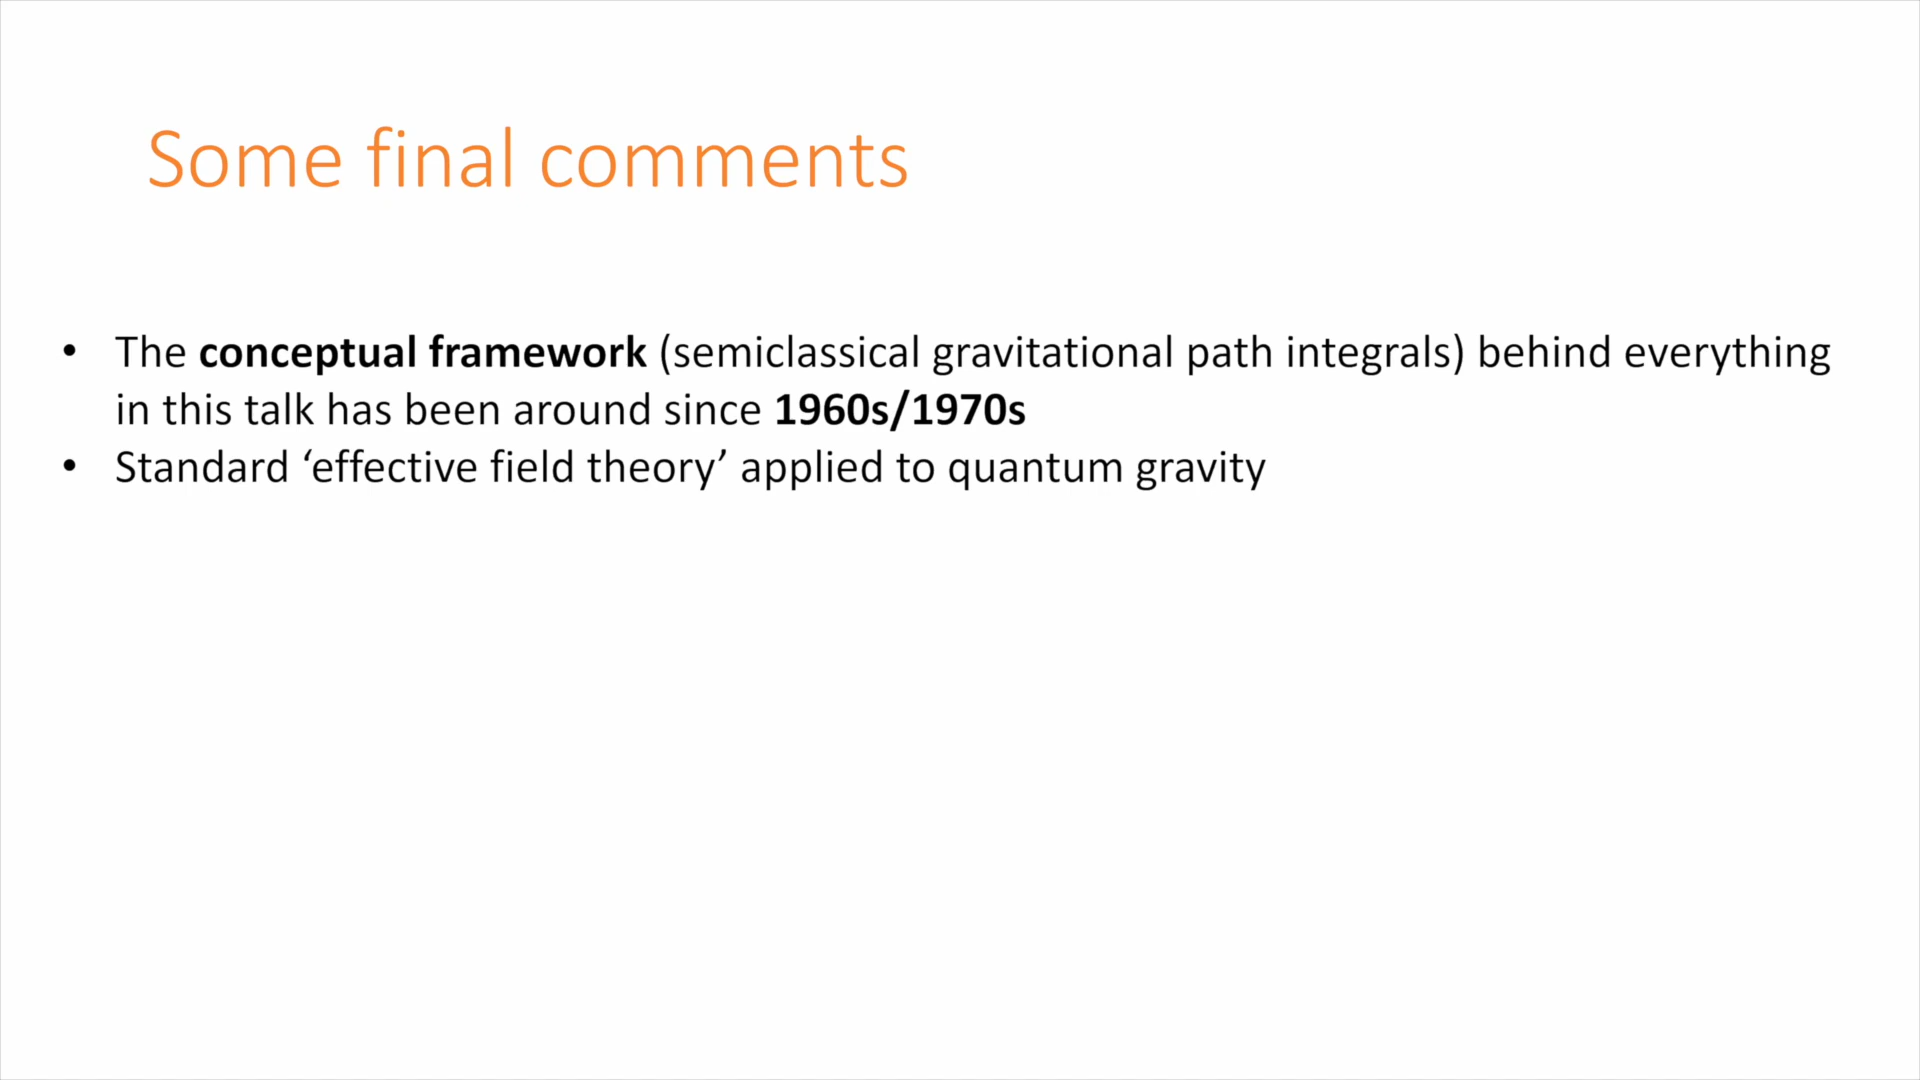 Some final comments
• The conceptual framework (semiclassical gravitational path integrals) behind everything
in this talk has been around since 1960s/1970s
• Standard ‘effective field theory’ applied to quantum gravity